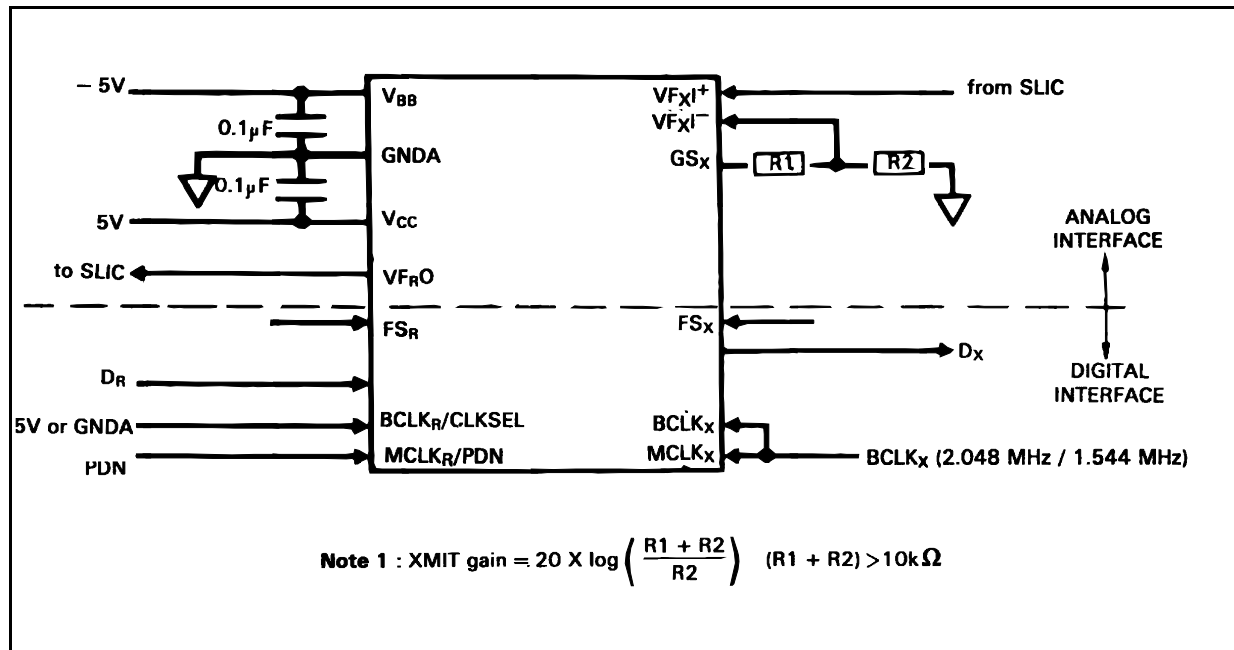 – 5V
V_BB
VF_XI⁺
from SLIC
0.1µF
VF_XI⁻
GNDA
GS_X
R1
R2
0.1µF
5V
V_CC
ANALOG
INTERFACE
to SLIC
VF_RO
FS_R
FS_X
D_X
D_R
DIGITAL
INTERFACE
5V or GNDA
BCLK_R/CLKSEL
BCLK_X
PDN
MCLK_R/PDN
MCLK_X
BCLK_X (2.048 MHz / 1.544 MHz)
Note 1 : XMIT gain = 20 X log ( (R1 + R2) / R2 ) (R1 + R2) > 10kΩ